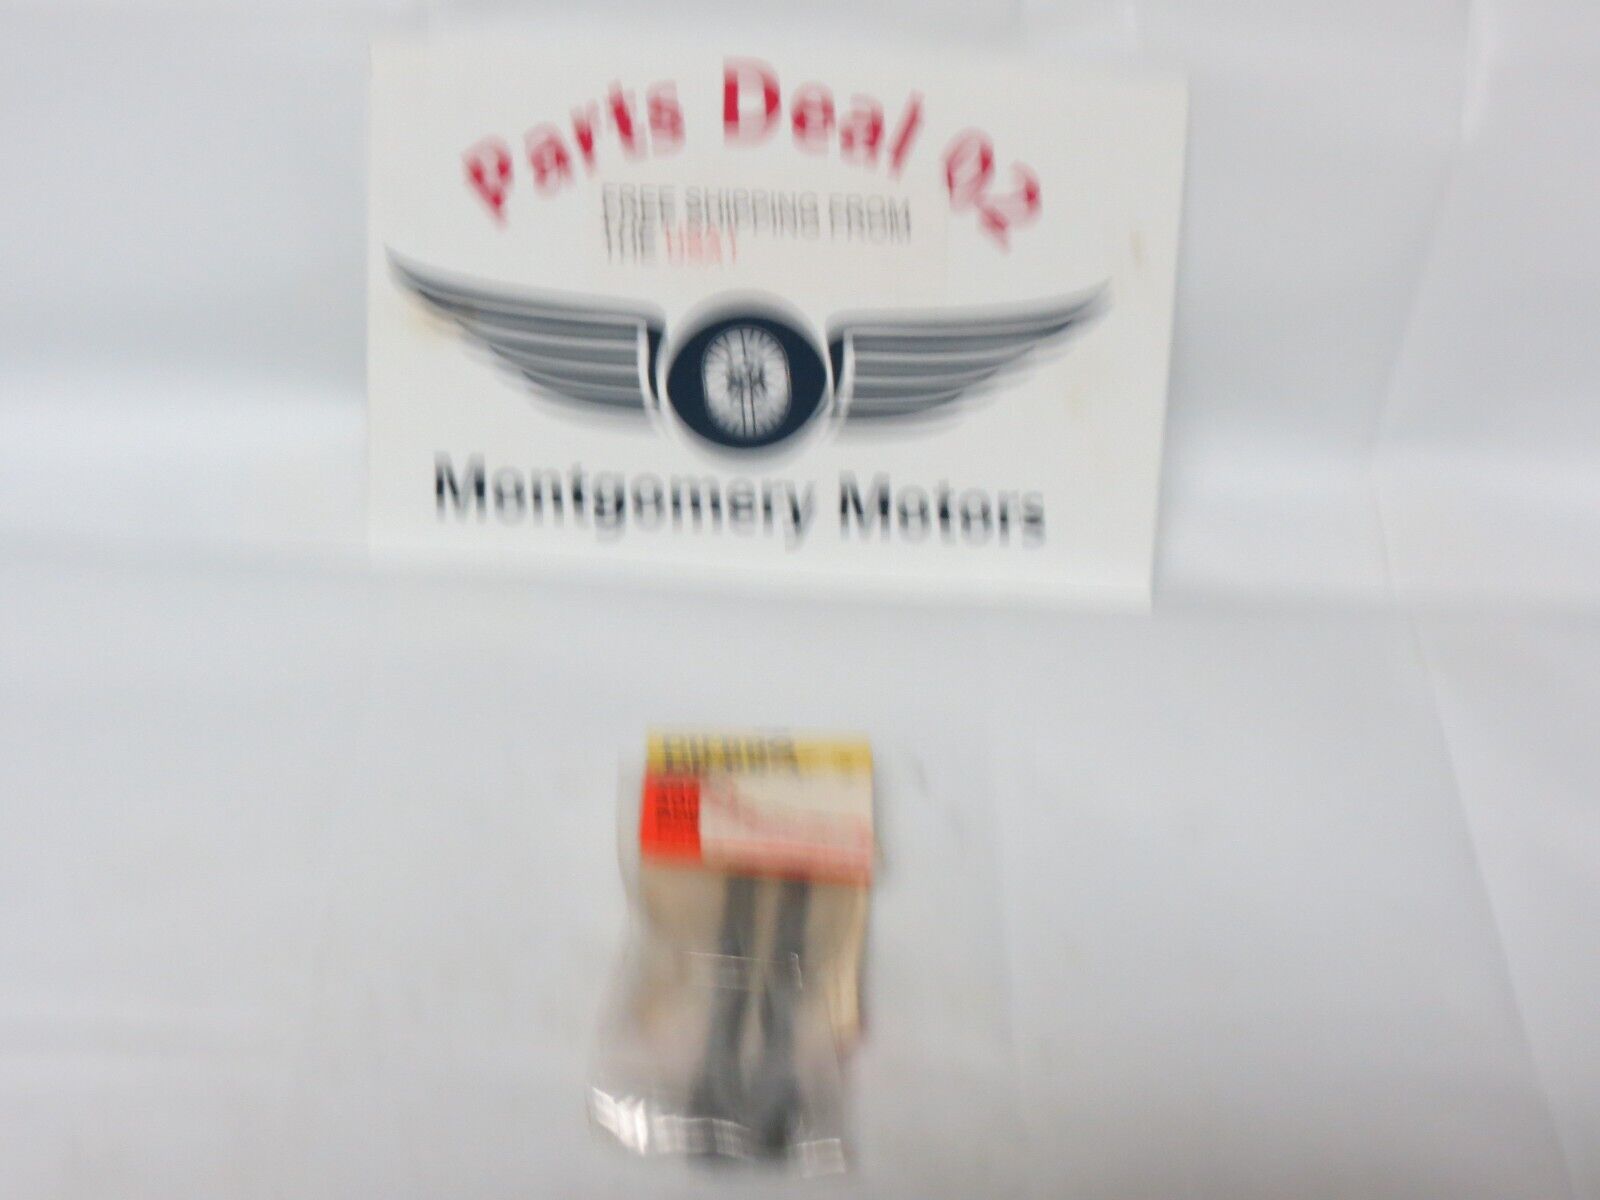 Parts Deal 02
FREE SHIPPING FROM
THE USA!
Montgomery Motors